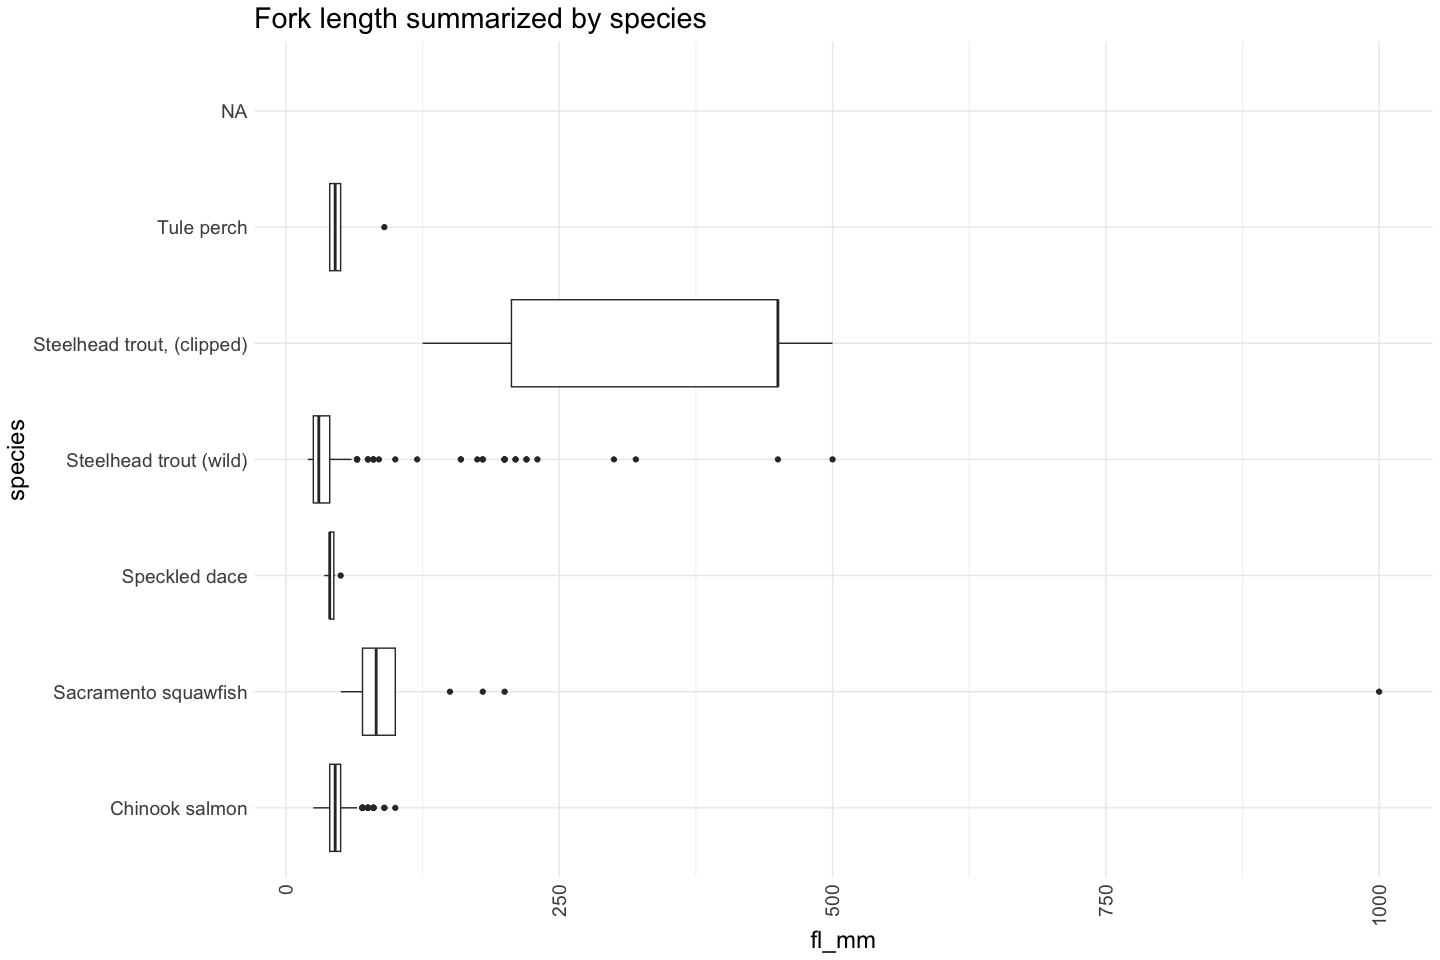 Fork length summarized by species
NA
Tule perch
Steelhead trout, (clipped)
Steelhead trout (wild)
Speckled dace
Sacramento squawfish
Chinook salmon
species
0
250
500
750
1000
fl_mm